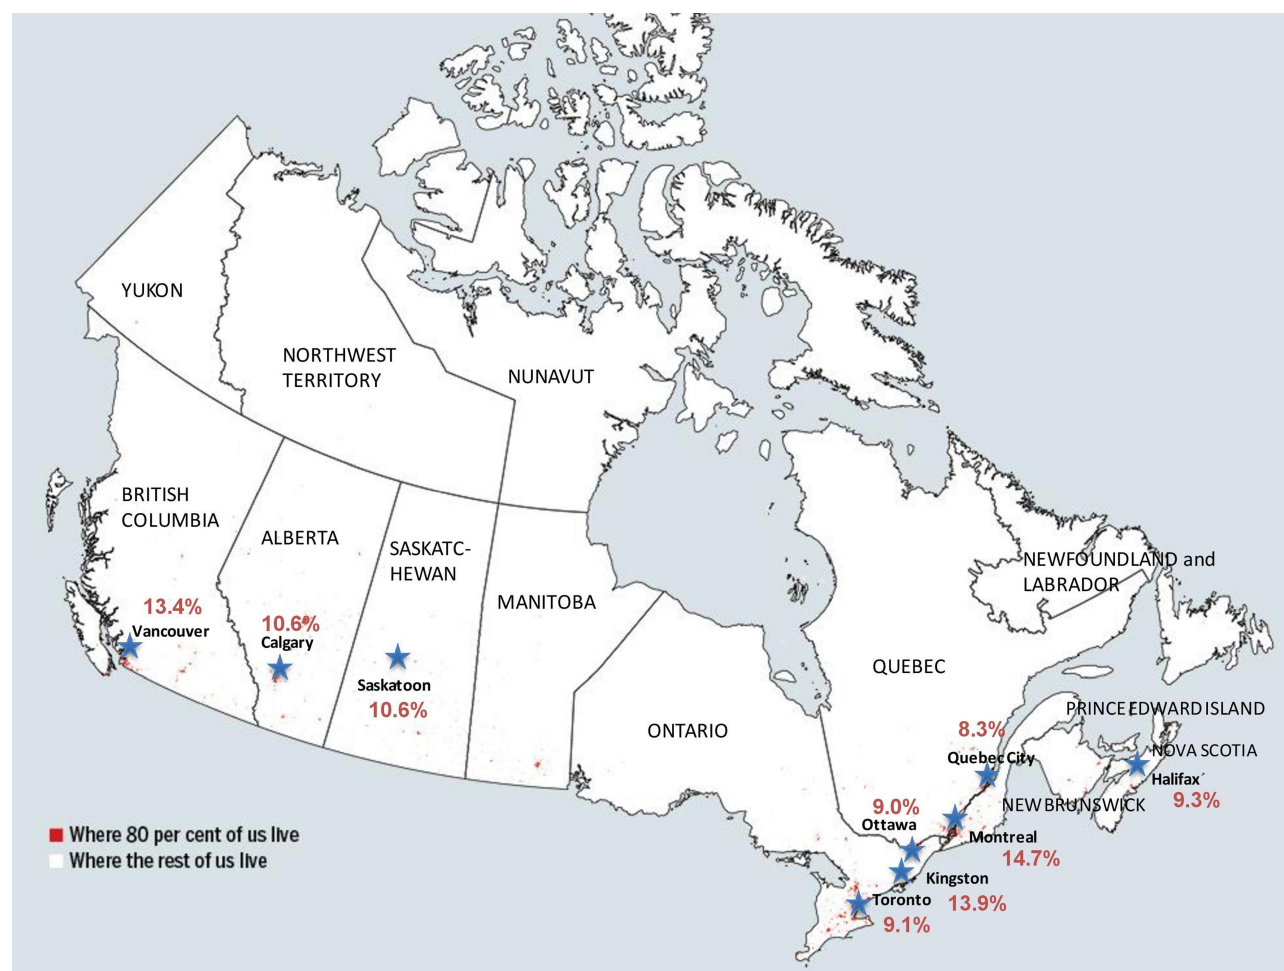 YUKON
NORTHWEST
TERRITORY
NUNAVUT
BRITISH
COLUMBIA
ALBERTA
SASKATC-
HEWAN
MANITOBA
NEWFOUNDLAND and
LABRADOR
13.4%
Vancouver
10.6%
Calgary
Saskatoon
10.6%
QUEBEC
ONTARIO
PRINCE EDWARD ISLAND
8.3%
Quebec City
NOVA SCOTIA
Halifax
9.3%
NEW BRUNSWICK
9.0%
Ottawa
Montreal
14.7%
Kingston
13.9%
Toronto
9.1%
Where 80 per cent of us live
Where the rest of us live